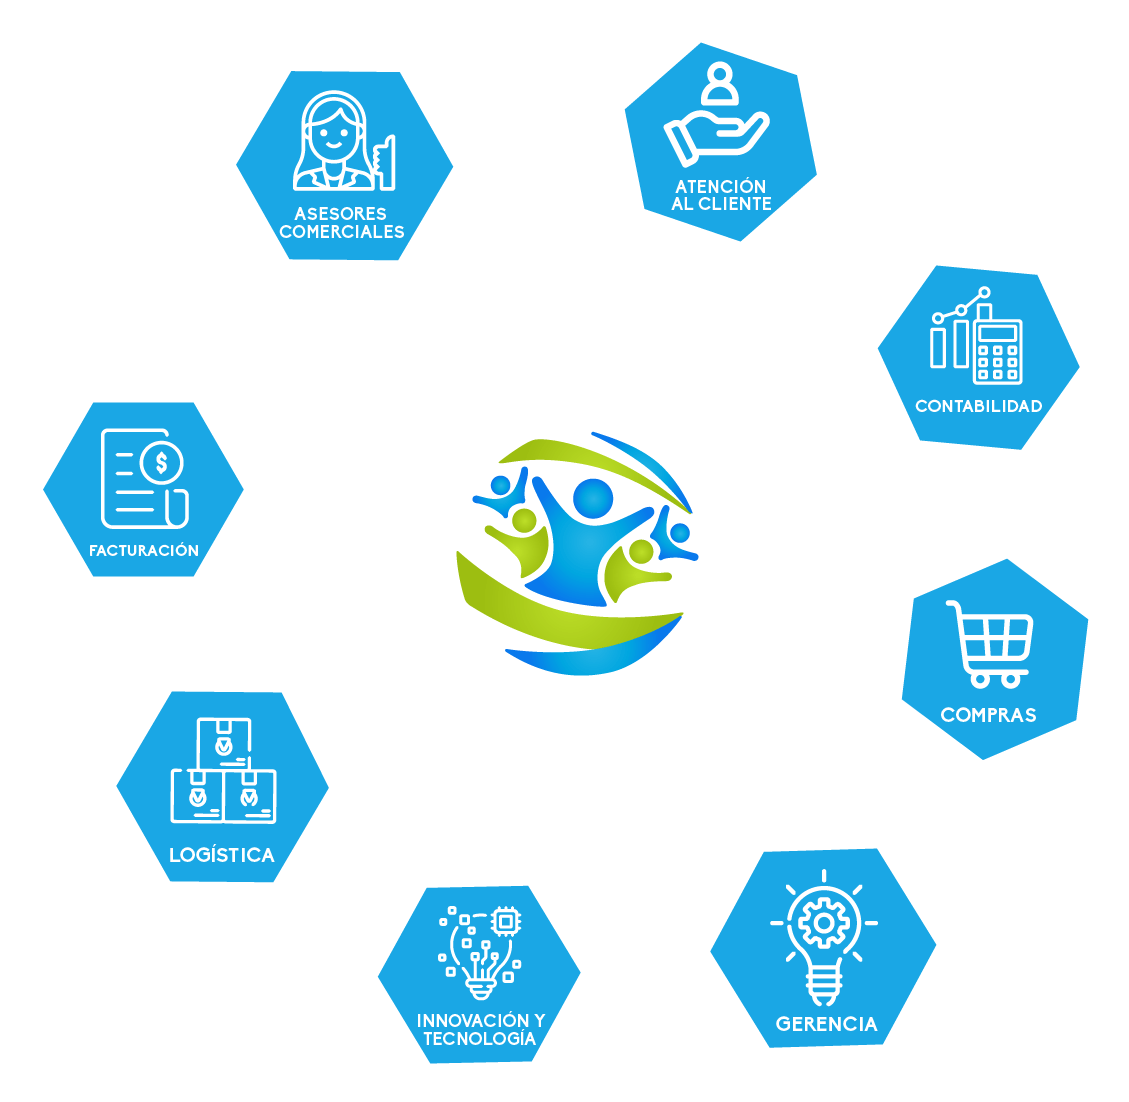 ASESORES
COMERCIALES
ATENCIÓN
AL CLIENTE
CONTABILIDAD
$
FACTURACIÓN
COMPRAS
LOGÍSTICA
INNOVACIÓN Y
TECNOLOGÍA
GERENCIA